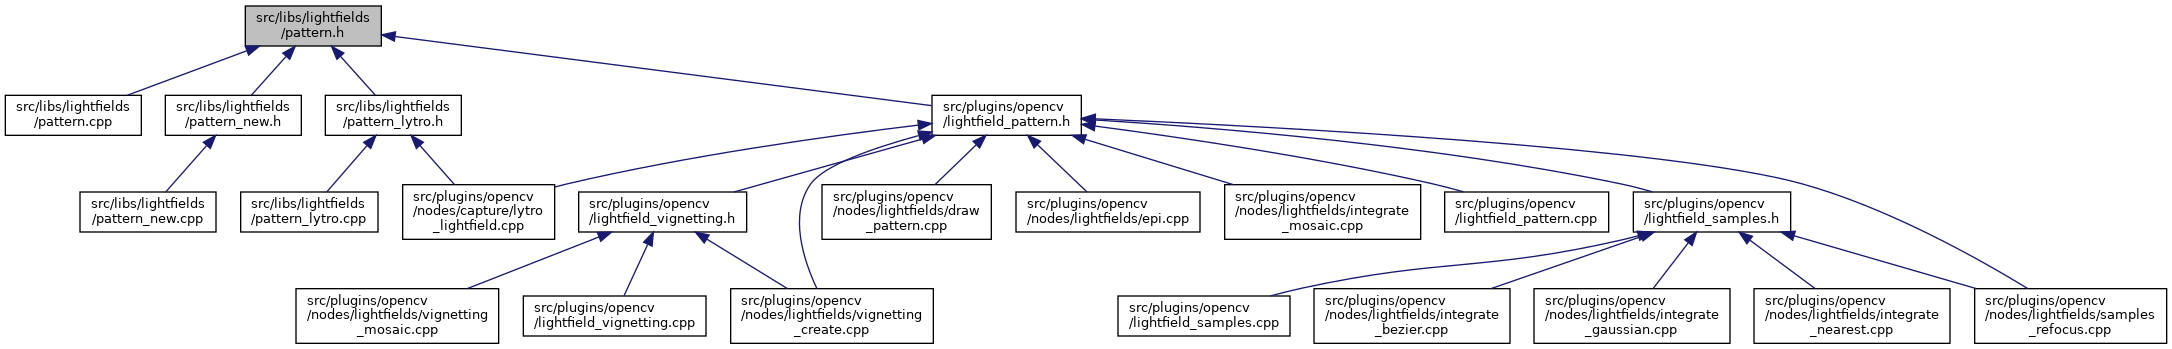 src/libs/lightfields
/pattern.h
src/libs/lightfields
/pattern.cpp
src/libs/lightfields
/pattern_new.h
src/libs/lightfields
/pattern_lytro.h
src/plugins/opencv
/lightfield_pattern.h
src/libs/lightfields
/pattern_new.cpp
src/libs/lightfields
/pattern_lytro.cpp
src/plugins/opencv
/nodes/capture/lytro
_lightfield.cpp
src/plugins/opencv
/lightfield_vignetting.h
src/plugins/opencv
/nodes/lightfields/draw
_pattern.cpp
src/plugins/opencv
/nodes/lightfields/epi.cpp
src/plugins/opencv
/nodes/lightfields/integrate
_mosaic.cpp
src/plugins/opencv
/lightfield_pattern.cpp
src/plugins/opencv
/lightfield_samples.h
src/plugins/opencv
/nodes/lightfields/vignetting
_mosaic.cpp
src/plugins/opencv
/lightfield_vignetting.cpp
src/plugins/opencv
/nodes/lightfields/vignetting
_create.cpp
src/plugins/opencv
/lightfield_samples.cpp
src/plugins/opencv
/nodes/lightfields/integrate
_bezier.cpp
src/plugins/opencv
/nodes/lightfields/integrate
_gaussian.cpp
src/plugins/opencv
/nodes/lightfields/integrate
_nearest.cpp
src/plugins/opencv
/nodes/lightfields/samples
_refocus.cpp